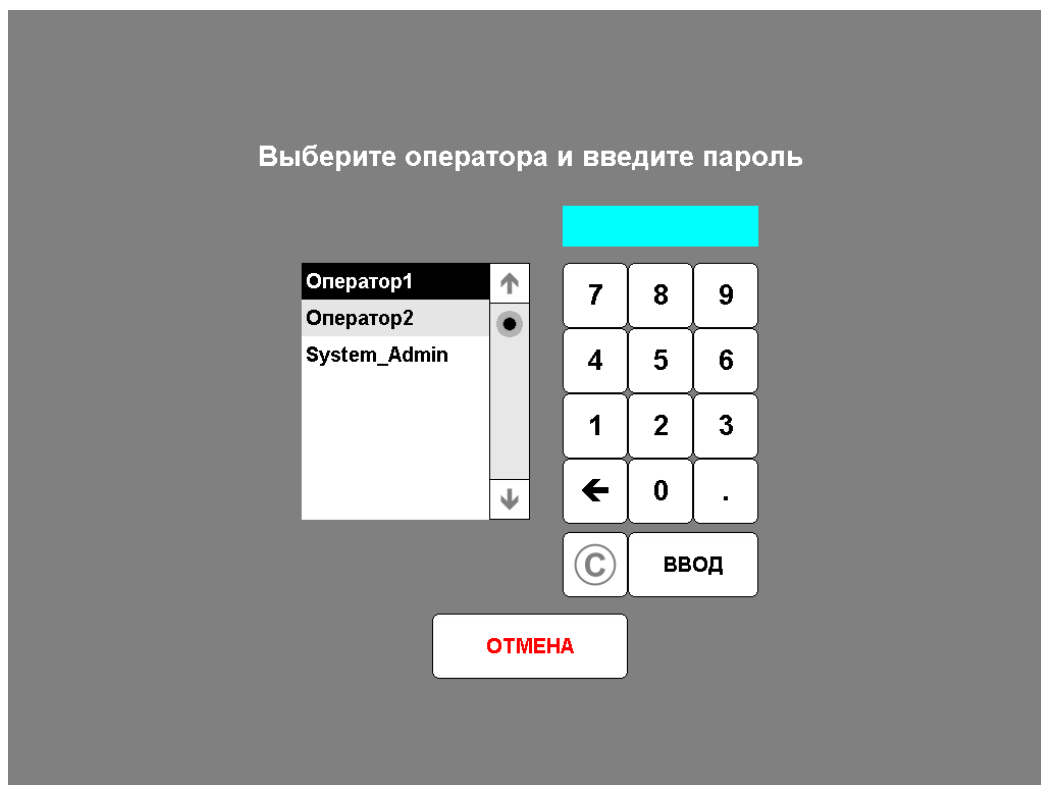 Выберите оператора и введите пароль
Оператор1
Оператор2
System_Admin
7 8 9
4 5 6
1 2 3
← 0 .
© ВВОД
ОТМЕНА